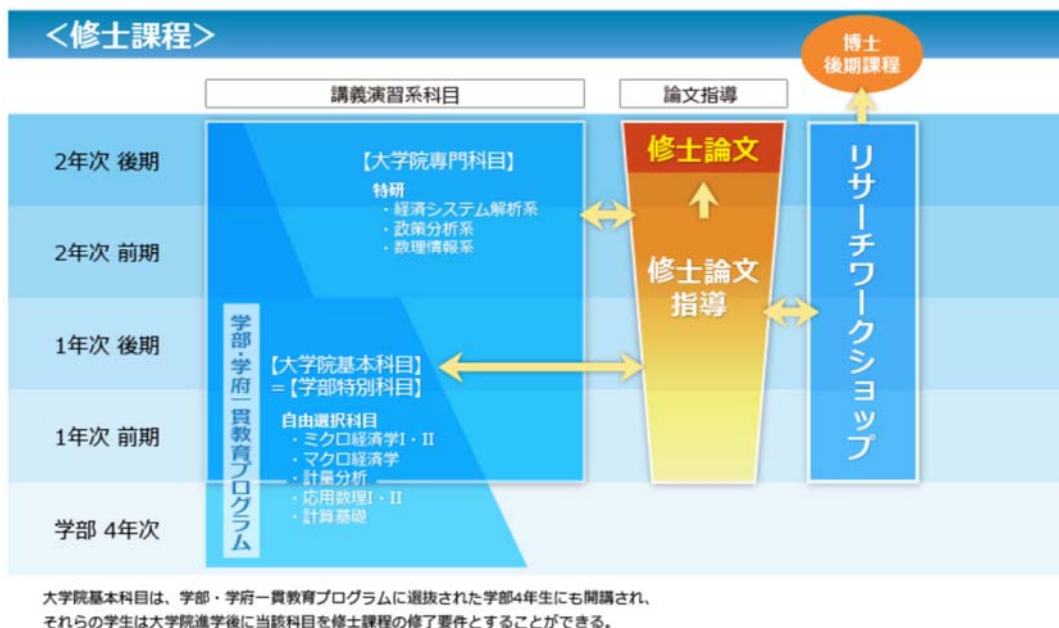 ＜修士課程＞
博士
後期課程
講義演習系科目
論文指導
2年次 後期
2年次 前期
1年次 後期
1年次 前期
学部 4年次
【大学院専門科目】
特研
・経済システム解析系
・政策分析系
・数理情報系
学部・学府一貫教育プログラム
【大学院基本科目】
＝【学部特別科目】
自由選択科目
・ミクロ経済学I・II
・マクロ経済学
・計量分析
・応用数理I・II
・計算基礎
修士論文
修士論文
指導
リサーチワークショップ
大学院基本科目は、学部・学府一貫教育プログラムに選抜された学部4年生にも開講され、
それらの学生は大学院進学後に当該科目を修士課程の修了要件とすることができる。